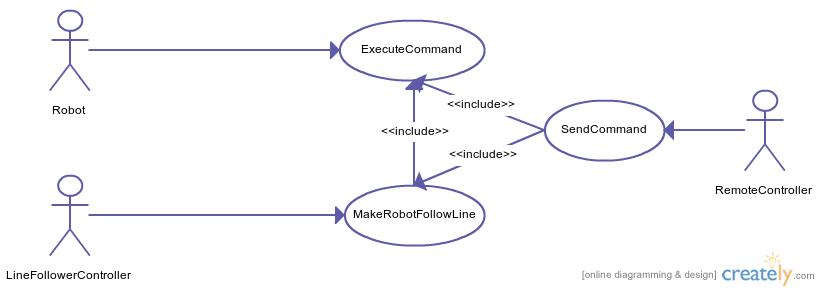 ExecuteCommand
Robot
<<include>>
<<include>>
SendCommand
<<include>>
RemoteController
MakeRobotFollowLine
LineFollowerController
[online diagramming & design] creately.com